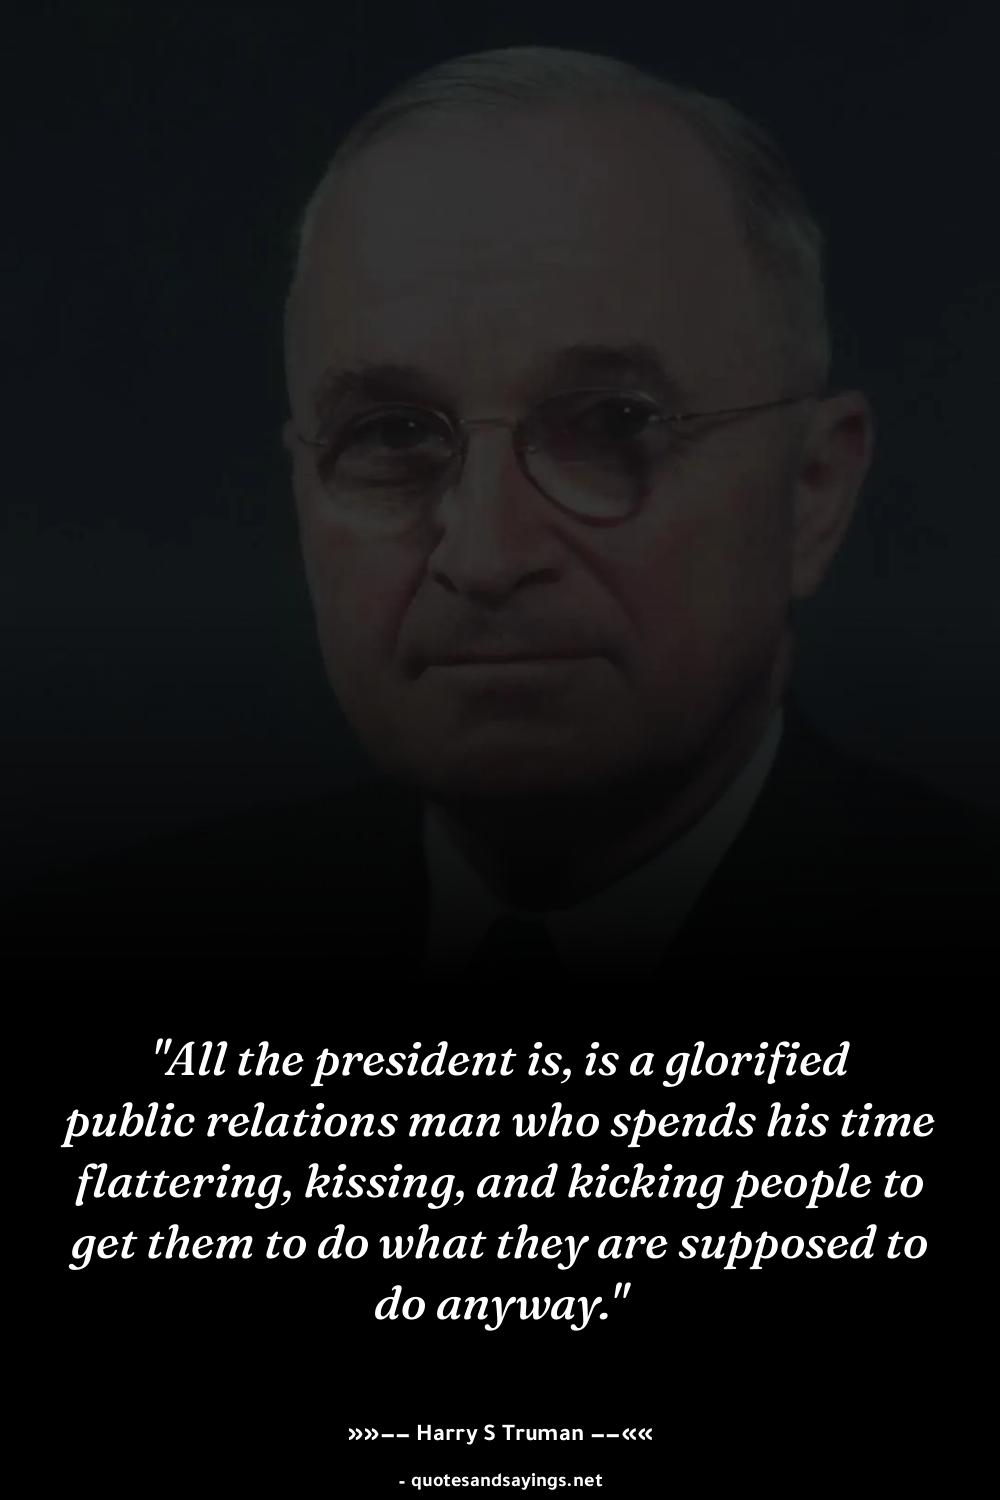 "All the president is, is a glorified
public relations man who spends his time
flattering, kissing, and kicking people to
get them to do what they are supposed to
do anyway."
»»–– Harry S Truman ––««
- quotesandsayings.net